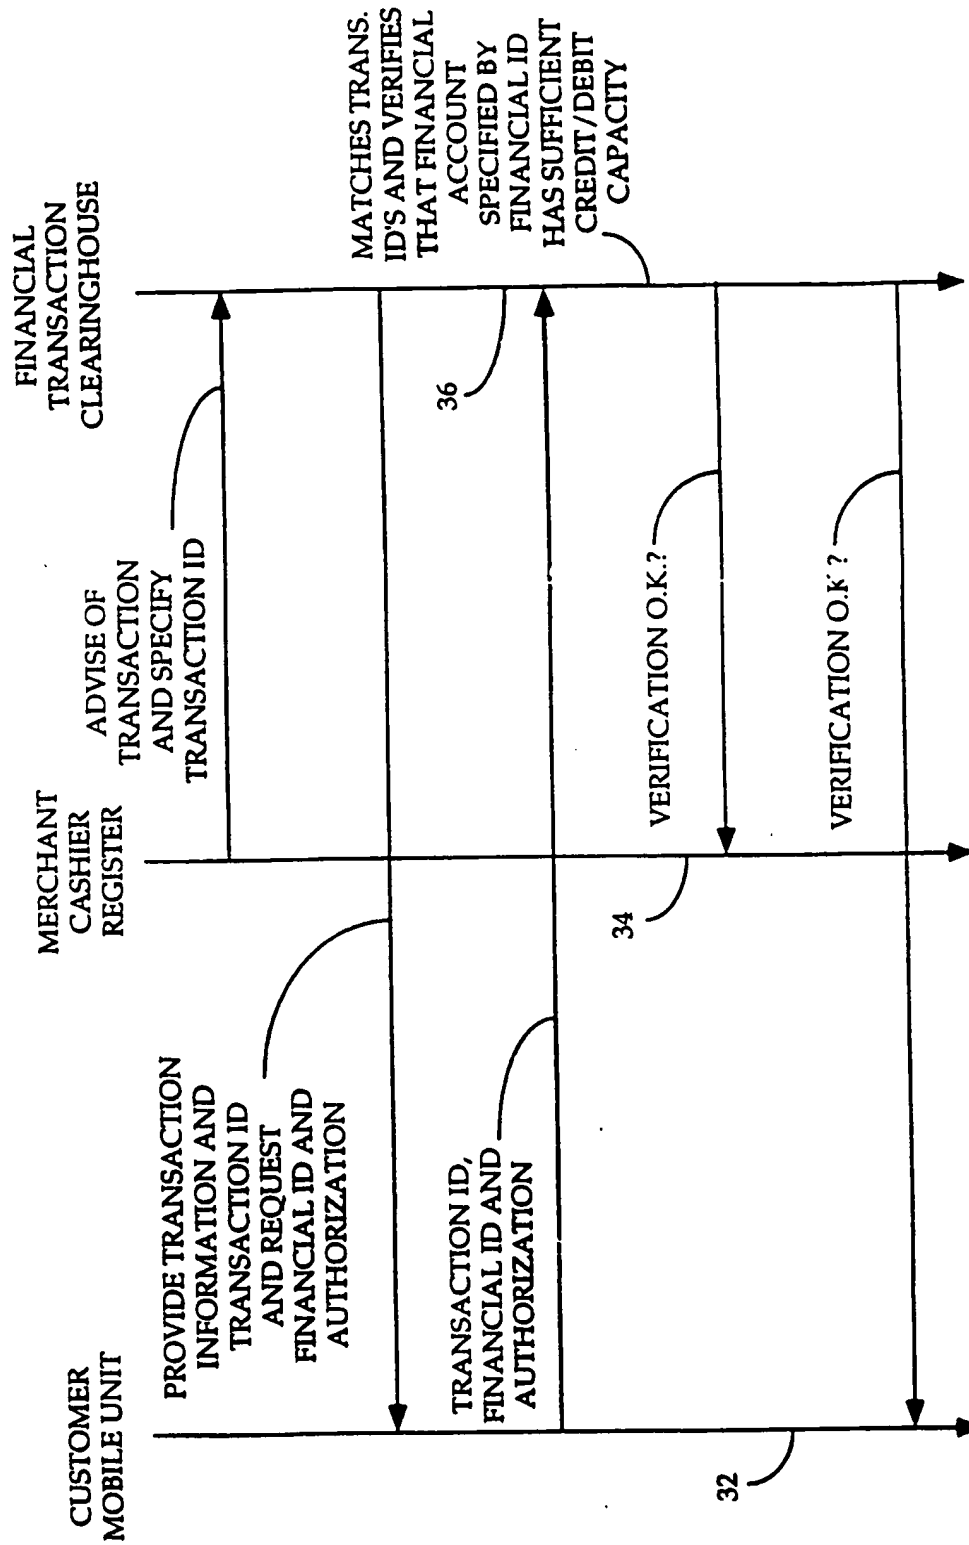 CUSTOMER
MOBILE UNIT
MERCHANT
CASHIER
REGISTER
FINANCIAL
TRANSACTION
CLEARINGHOUSE
ADVISE OF
TRANSACTION
AND SPECIFY
TRANSACTION ID
PROVIDE TRANSACTION
INFORMATION AND
TRANSACTION ID
AND REQUEST
FINANCIAL ID AND
AUTHORIZATION
MATCHES TRANS.
ID'S AND VERIFIES
THAT FINANCIAL
ACCOUNT
SPECIFIED BY
FINANCIAL ID
HAS SUFFICIENT
CREDIT/DEBIT
CAPACITY
36
TRANSACTION ID,
FINANCIAL ID AND
AUTHORIZATION
34
VERIFICATION O.K.?
32
VERIFICATION O.K ?